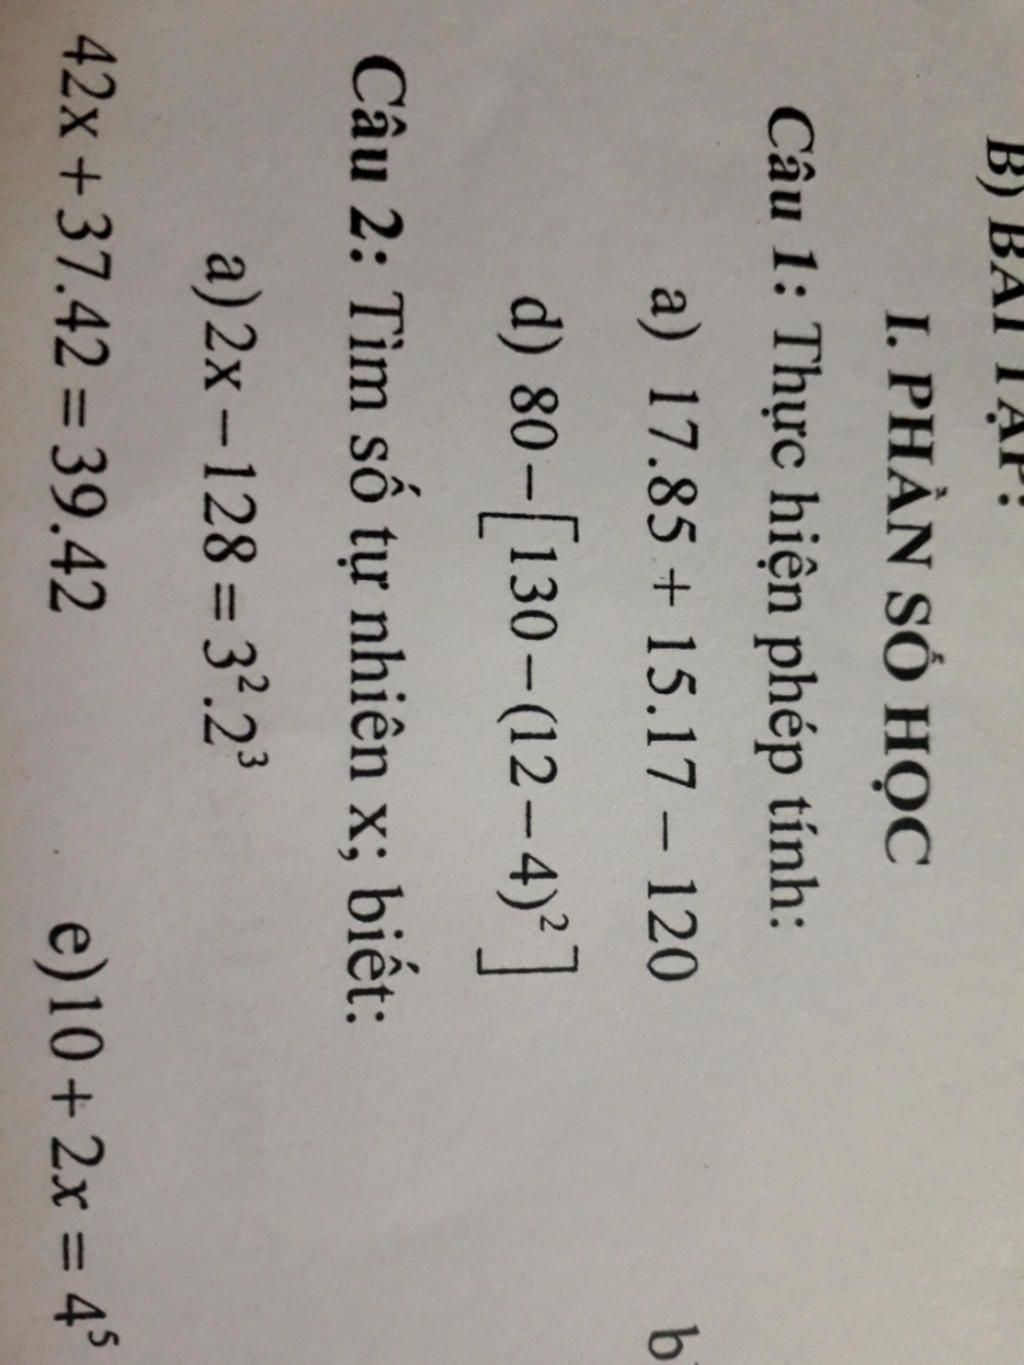 B) BÀI TẬP:
I. PHẦN SỐ HỌC
Câu 1: Thực hiện phép tính:
a) 17.85 + 15.17 – 120 b
d) 80 – [130 – (12 – 4)²]
Câu 2: Tìm số tự nhiên x; biết:
a) 2x – 128 = 3².2³
42x + 37.42 = 39.42 e) 10 + 2x = 4⁵